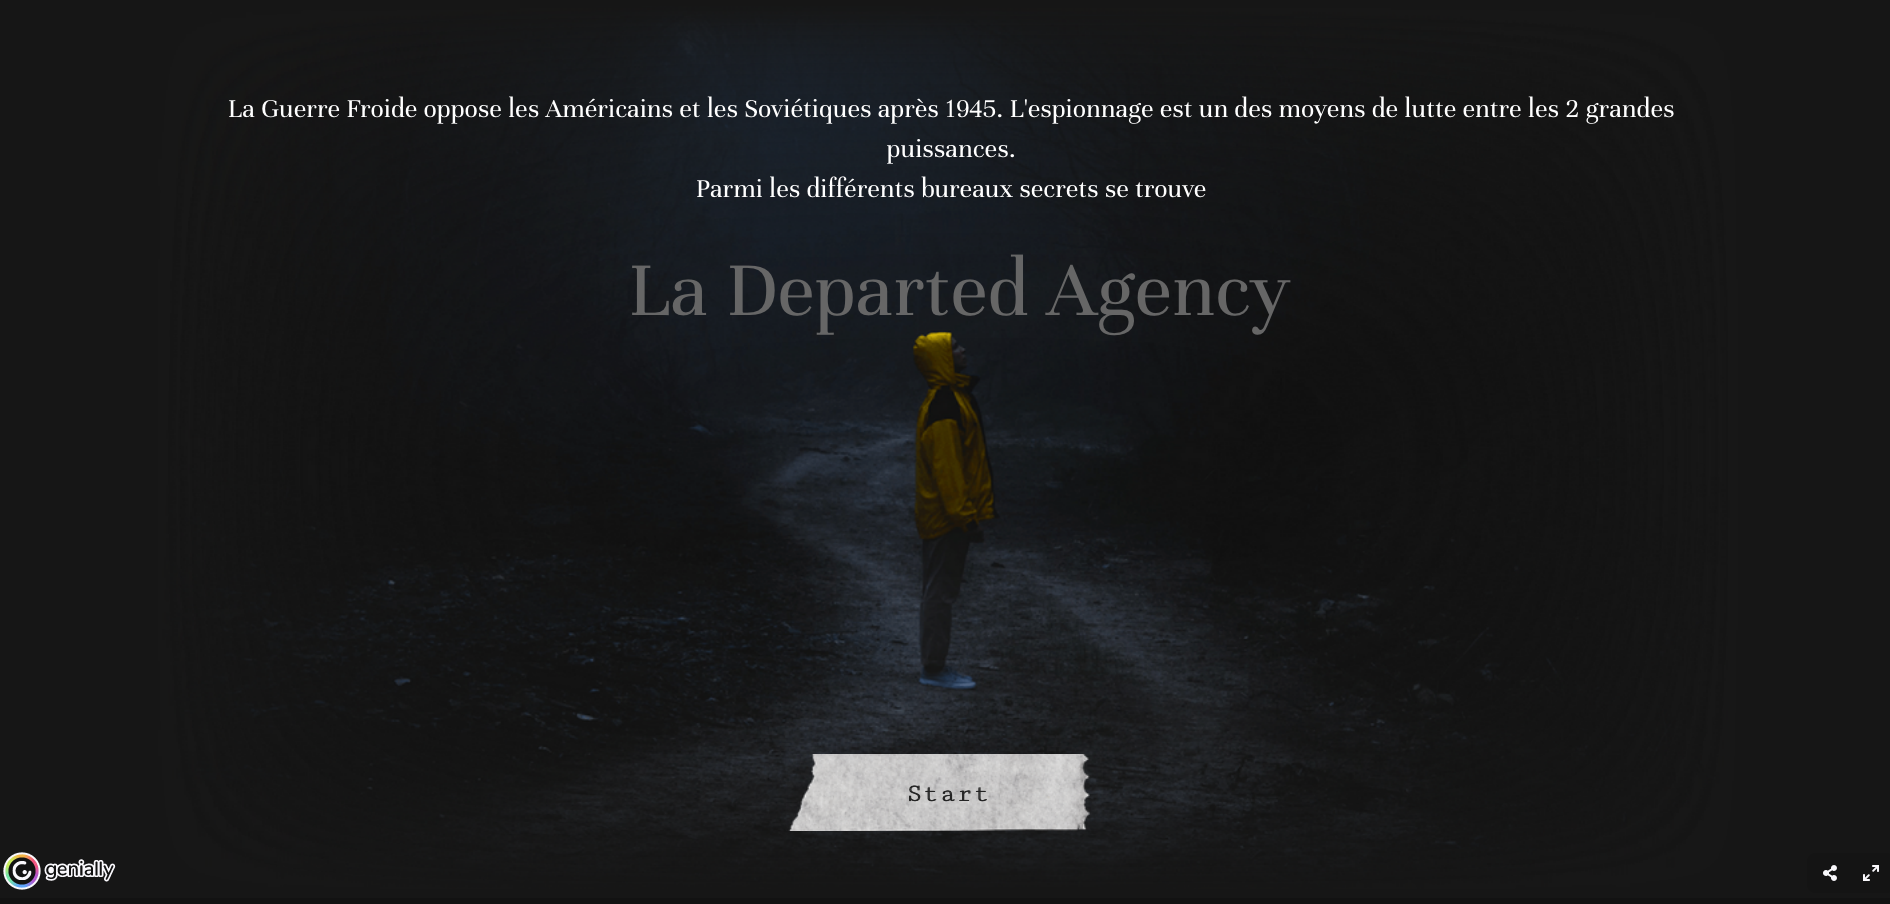 La Guerre Froide oppose les Américains et les Soviétiques après 1945. L'espionnage est un des moyens de lutte entre les 2 grandes
puissances.
Parmi les différents bureaux secrets se trouve
La Departed Agency
Start
genially